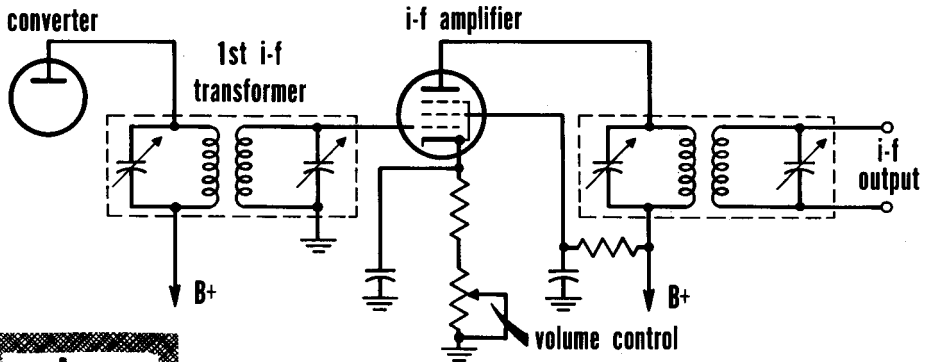 converter
i-f amplifier
1st i-f
transformer
i-f
output
B+
B+
volume control